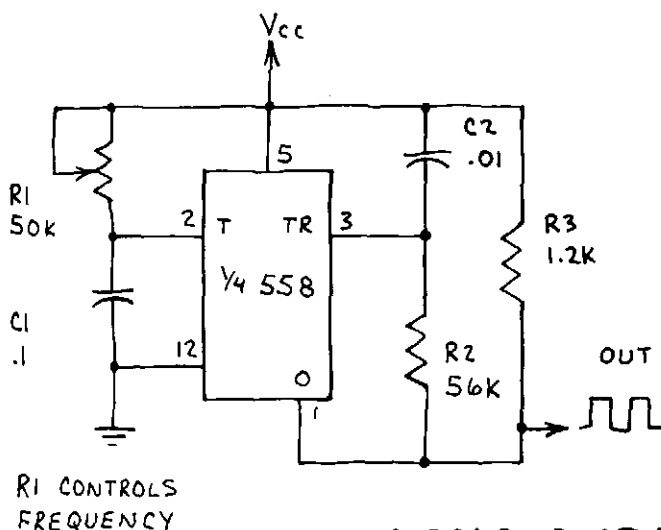 Vcc
C2
.01
5
R1
50K
2
T
TR
3
R3
1.2K
1/4 558
C1
.1
12
O
R2
56K
OUT
1
R1 CONTROLS
FREQUENCY